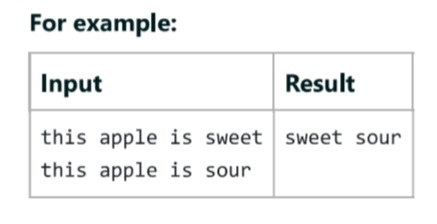 For example:
Input Result
this apple is sweet sweet sour
this apple is sour